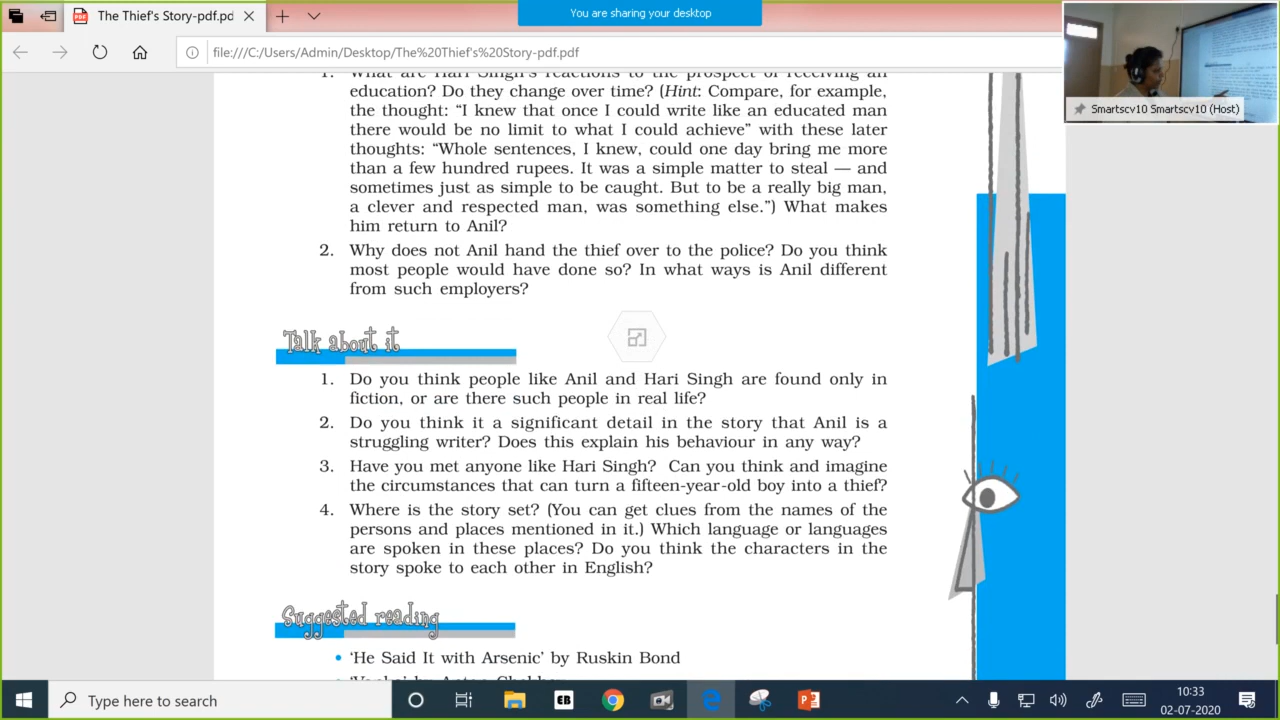 The Thief's Story-pdf.pd
You are sharing your desktop
file:///C:/Users/Admin/Desktop/The%20Thief's%20Story-pdf.pdf
Smartscv10 Smartscv10 (Host)
1. What are Hari Singh's reactions to the prospect of receiving an
education? Do they change over time? (Hint: Compare, for example,
the thought: “I knew that once I could write like an educated man
there would be no limit to what I could achieve” with these later
thoughts: “Whole sentences, I knew, could one day bring me more
than a few hundred rupees. It was a simple matter to steal — and
sometimes just as simple to be caught. But to be a really big man,
a clever and respected man, was something else.”) What makes
him return to Anil?
2. Why does not Anil hand the thief over to the police? Do you think
most people would have done so? In what ways is Anil different
from such employers?
Talk about it
1. Do you think people like Anil and Hari Singh are found only in
fiction, or are there such people in real life?
2. Do you think it a significant detail in the story that Anil is a
struggling writer? Does this explain his behaviour in any way?
3. Have you met anyone like Hari Singh? Can you think and imagine
the circumstances that can turn a fifteen-year-old boy into a thief?
4. Where is the story set? (You can get clues from the names of the
persons and places mentioned in it.) Which language or languages
are spoken in these places? Do you think the characters in the
story spoke to each other in English?
Suggested reading
• ‘He Said It with Arsenic’ by Ruskin Bond
Type here to search
10:33
02-07-2020